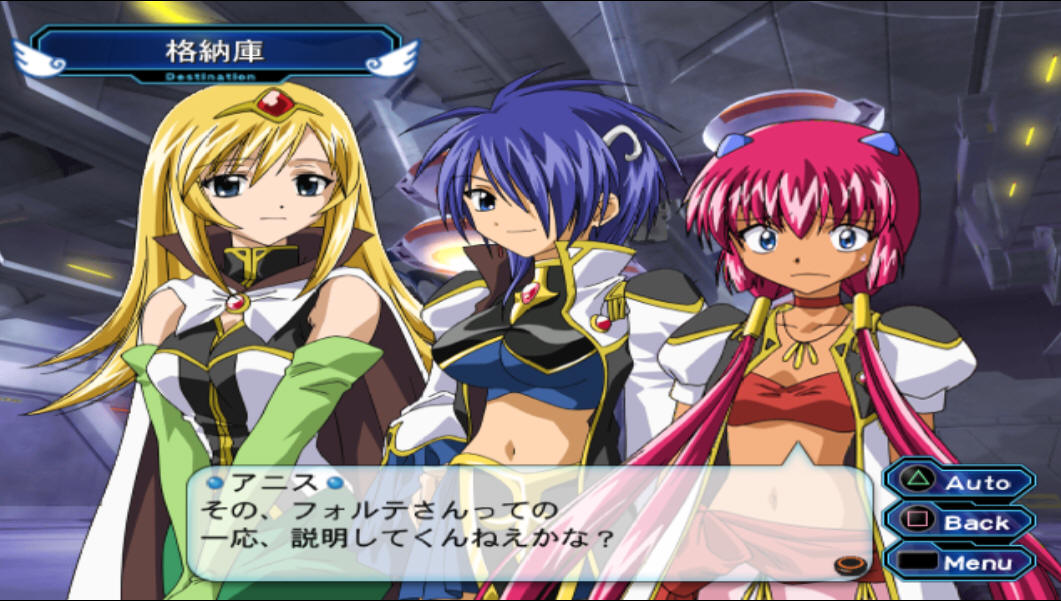 格納庫
Destination
アニス
その、フォルテさんっての
一応、説明してくんねえかな？
Auto
Back
Menu